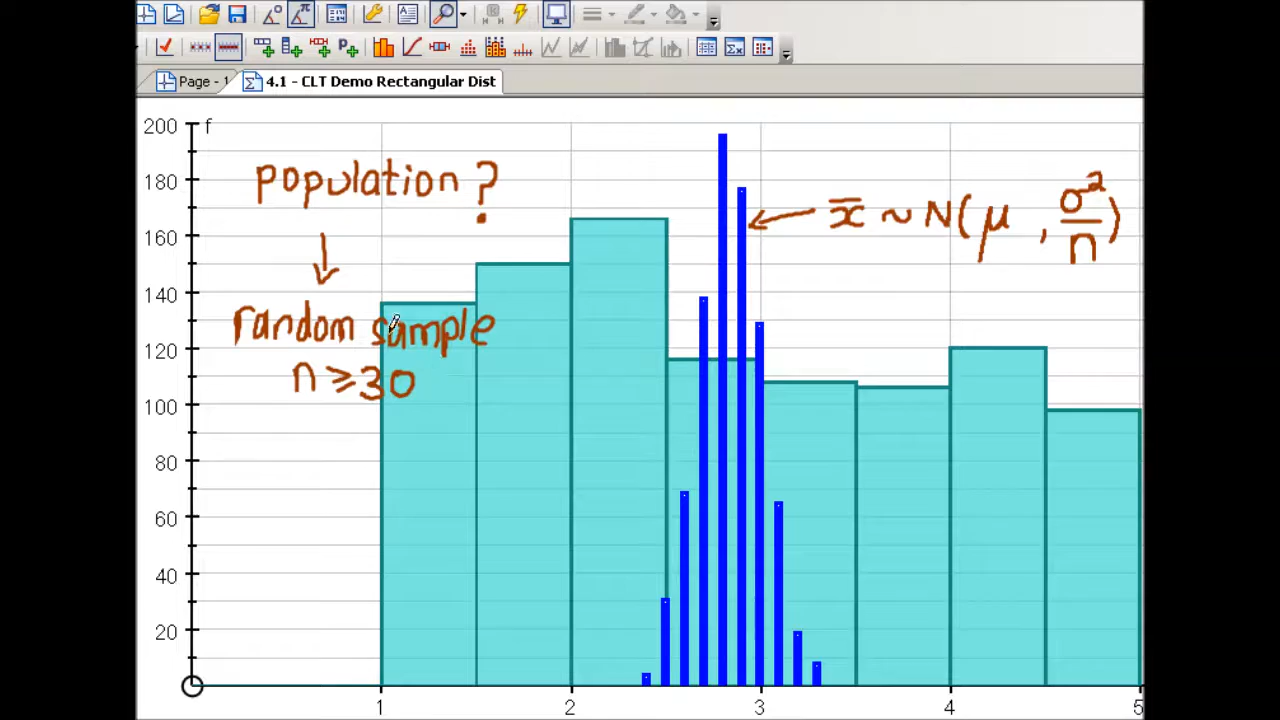 Page - 1
4.1 - CLT Demo Rectangular Dist
200 f
180
160
140
120
100
80
60
40
20
1 2 3 4 5
population ?
random sample
n ⩾ 30
x̄ ~ N(μ, σ²/n)